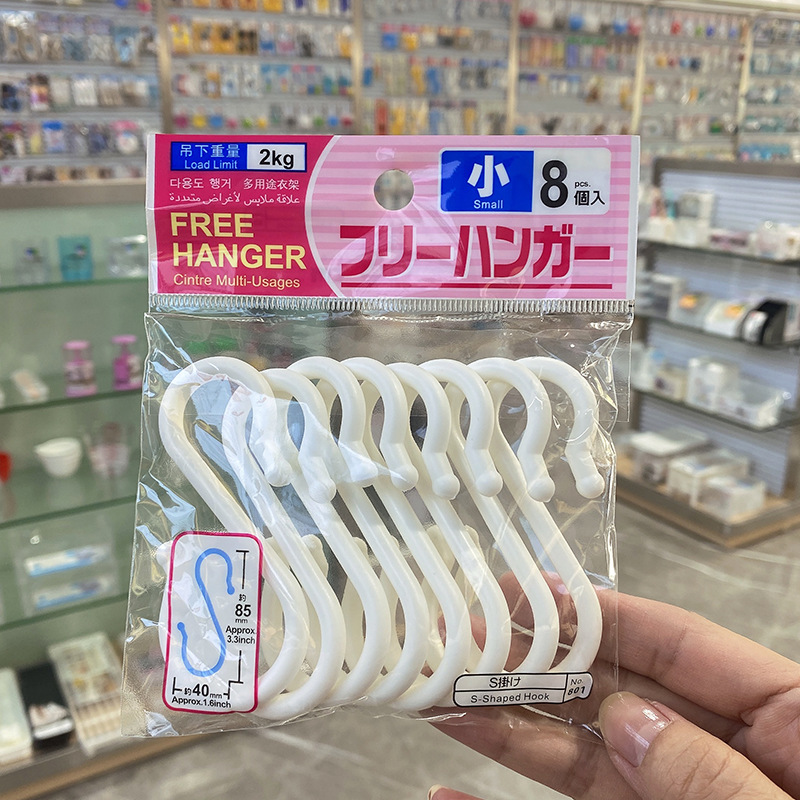 吊下重量
Load Limit
2kg
다용도 행거 多用途衣架
علاقة ملابس لأغراض متعددة
FREE
HANGER
Cintre Multi-Usages
小
Small
8
pcs.
個入
フリーハンガー
約
85
mm
Approx.
3.3inch
約40mm
Approx.1.6inch
S掛け
S-Shaped Hook
No.
601